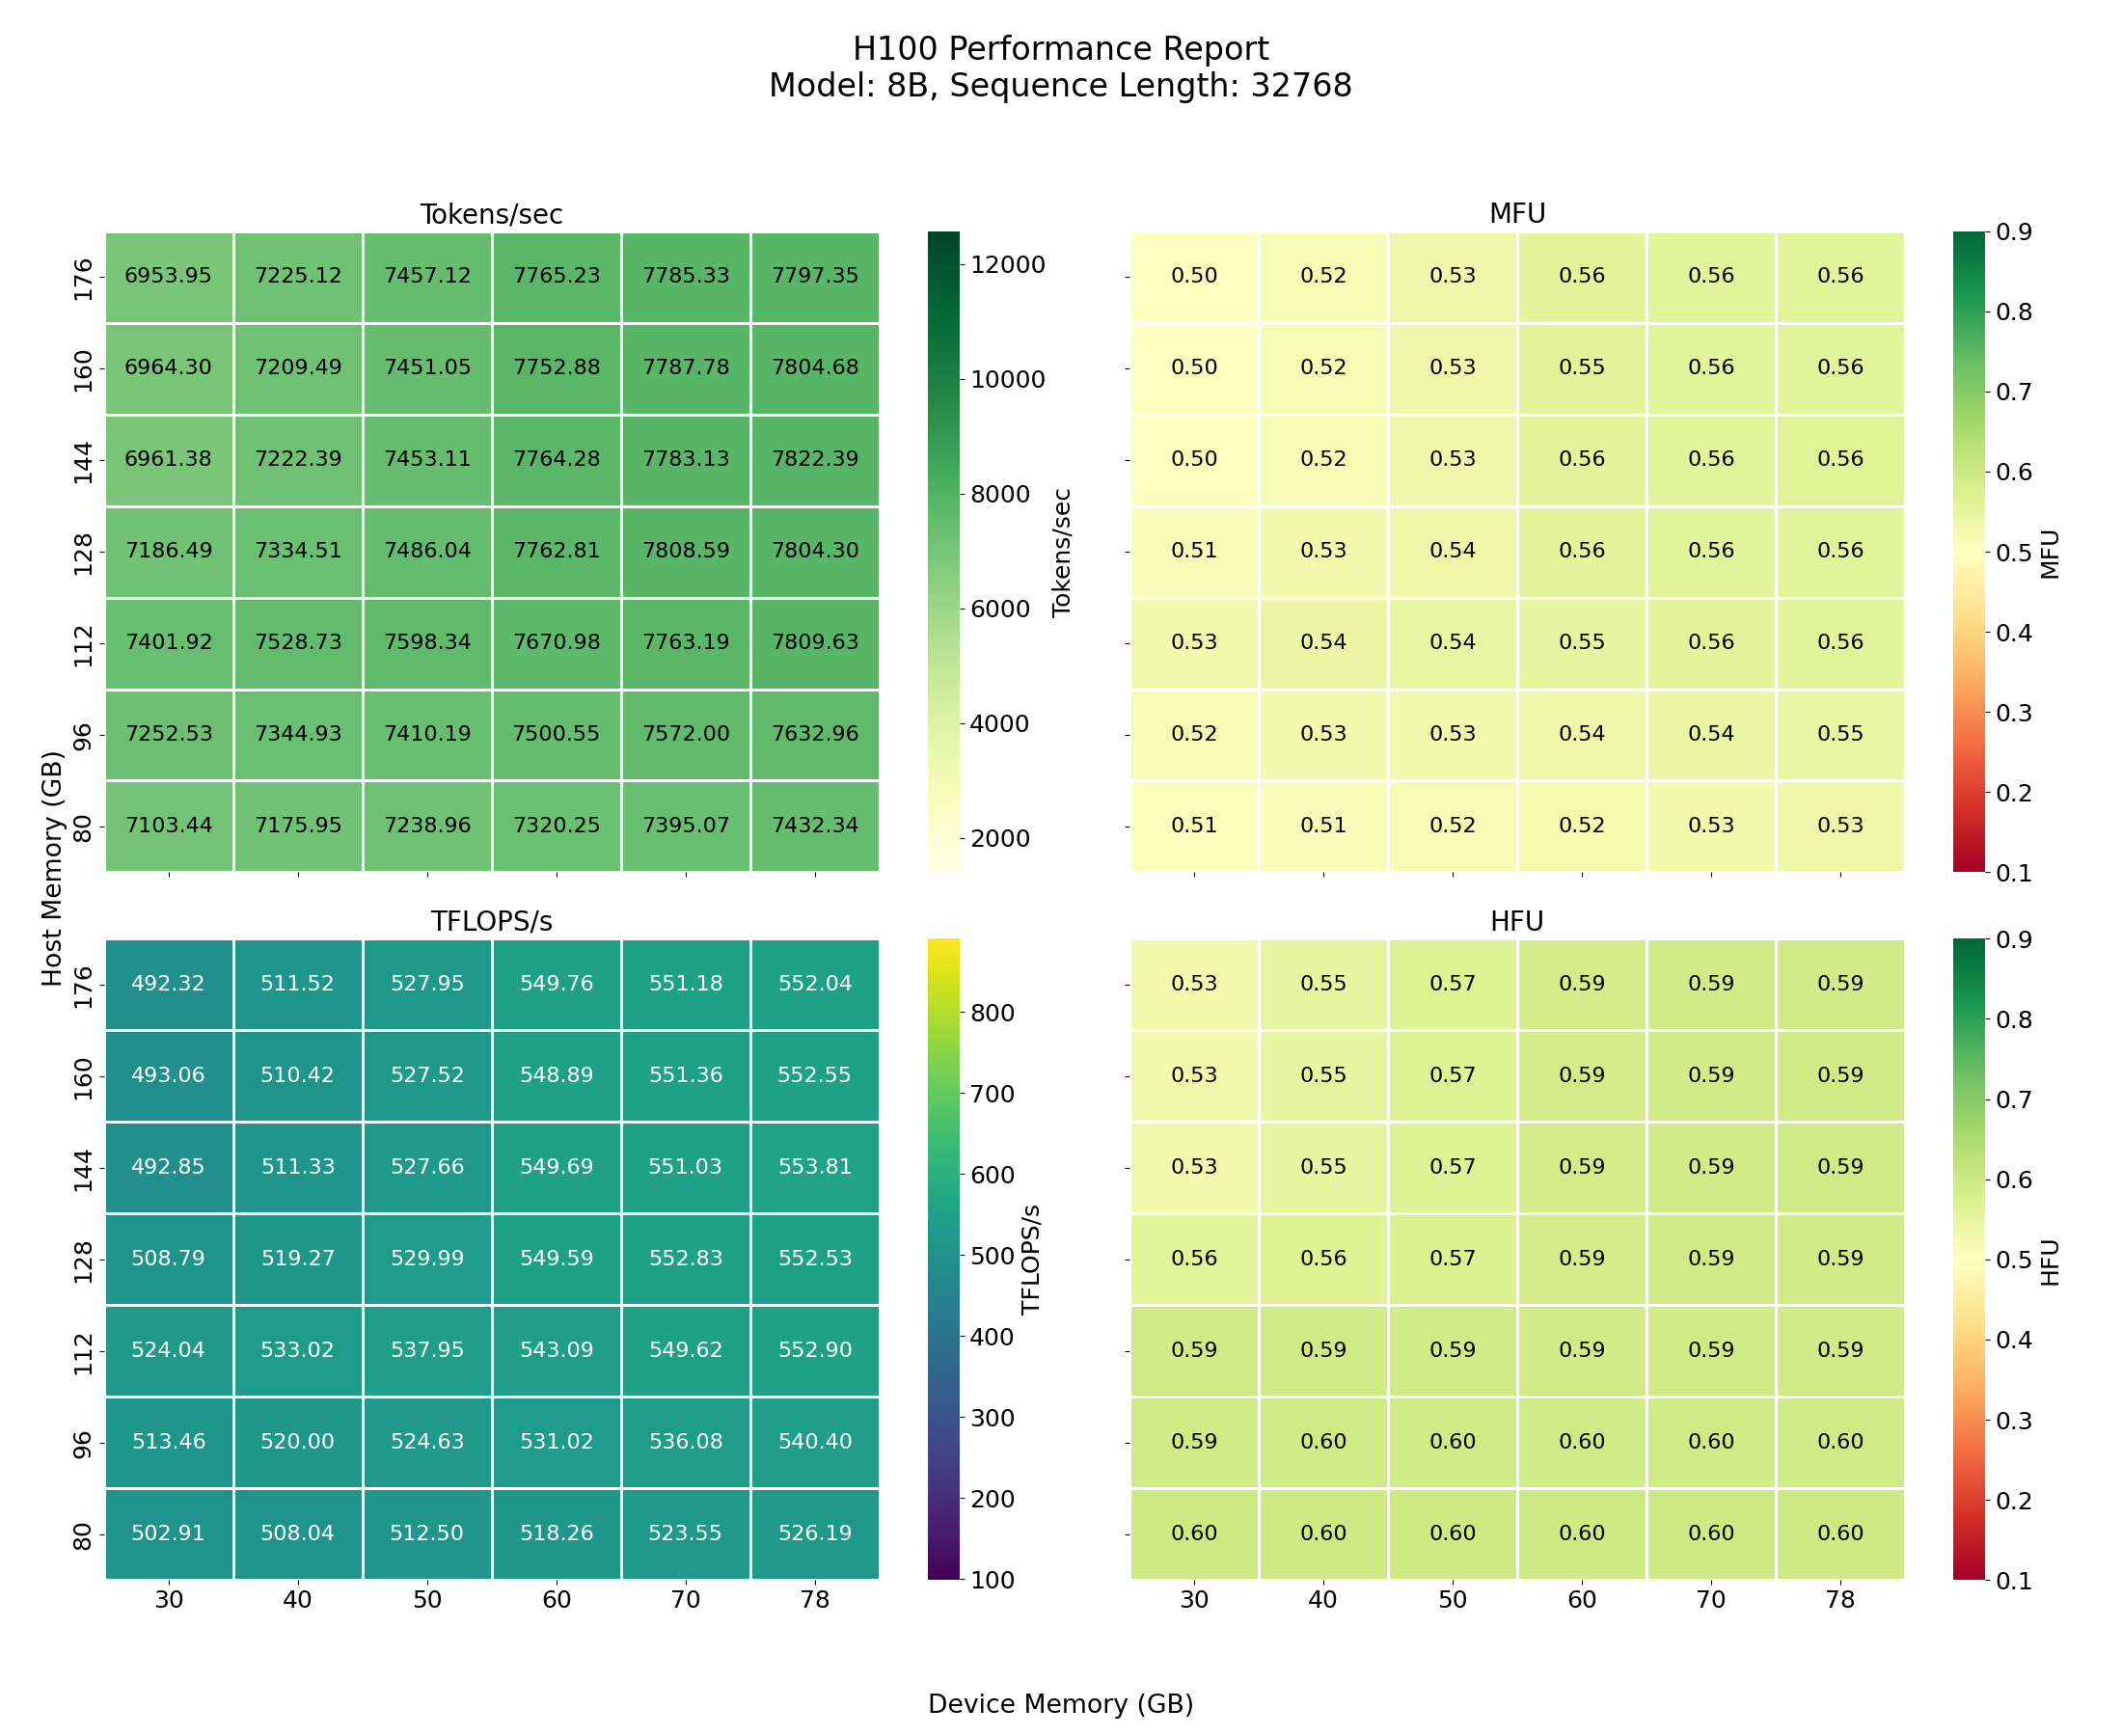 H100 Performance Report
Model: 8B, Sequence Length: 32768
Tokens/sec
176 6953.95 7225.12 7457.12 7765.23 7785.33 7797.35
160 6964.30 7209.49 7451.05 7752.88 7787.78 7804.68
144 6961.38 7222.39 7453.11 7764.28 7783.13 7822.39
128 7186.49 7334.51 7486.04 7762.81 7808.59 7804.30
112 7401.92 7528.73 7598.34 7670.98 7763.19 7809.63
96 7252.53 7344.93 7410.19 7500.55 7572.00 7632.96
80 7103.44 7175.95 7238.96 7320.25 7395.07 7432.34
12000
10000
8000
6000
4000
2000
Tokens/sec
MFU
0.50 0.52 0.53 0.56 0.56 0.56
0.50 0.52 0.53 0.55 0.56 0.56
0.50 0.52 0.53 0.56 0.56 0.56
0.51 0.53 0.54 0.56 0.56 0.56
0.53 0.54 0.54 0.55 0.56 0.56
0.52 0.53 0.53 0.54 0.54 0.55
0.51 0.51 0.52 0.52 0.53 0.53
0.9
0.8
0.7
0.6
0.5
0.4
0.3
0.2
0.1
MFU
Host Memory (GB)
TFLOPS/s
176 492.32 511.52 527.95 549.76 551.18 552.04
160 493.06 510.42 527.52 548.89 551.36 552.55
144 492.85 511.33 527.66 549.69 551.03 553.81
128 508.79 519.27 529.99 549.59 552.83 552.53
112 524.04 533.02 537.95 543.09 549.62 552.90
96 513.46 520.00 524.63 531.02 536.08 540.40
80 502.91 508.04 512.50 518.26 523.55 526.19
30 40 50 60 70 78
800
700
600
500
400
300
200
100
TFLOPS/s
HFU
0.53 0.55 0.57 0.59 0.59 0.59
0.53 0.55 0.57 0.59 0.59 0.59
0.53 0.55 0.57 0.59 0.59 0.59
0.56 0.56 0.57 0.59 0.59 0.59
0.59 0.59 0.59 0.59 0.59 0.59
0.59 0.60 0.60 0.60 0.60 0.60
0.60 0.60 0.60 0.60 0.60 0.60
30 40 50 60 70 78
0.9
0.8
0.7
0.6
0.5
0.4
0.3
0.2
0.1
HFU
Device Memory (GB)